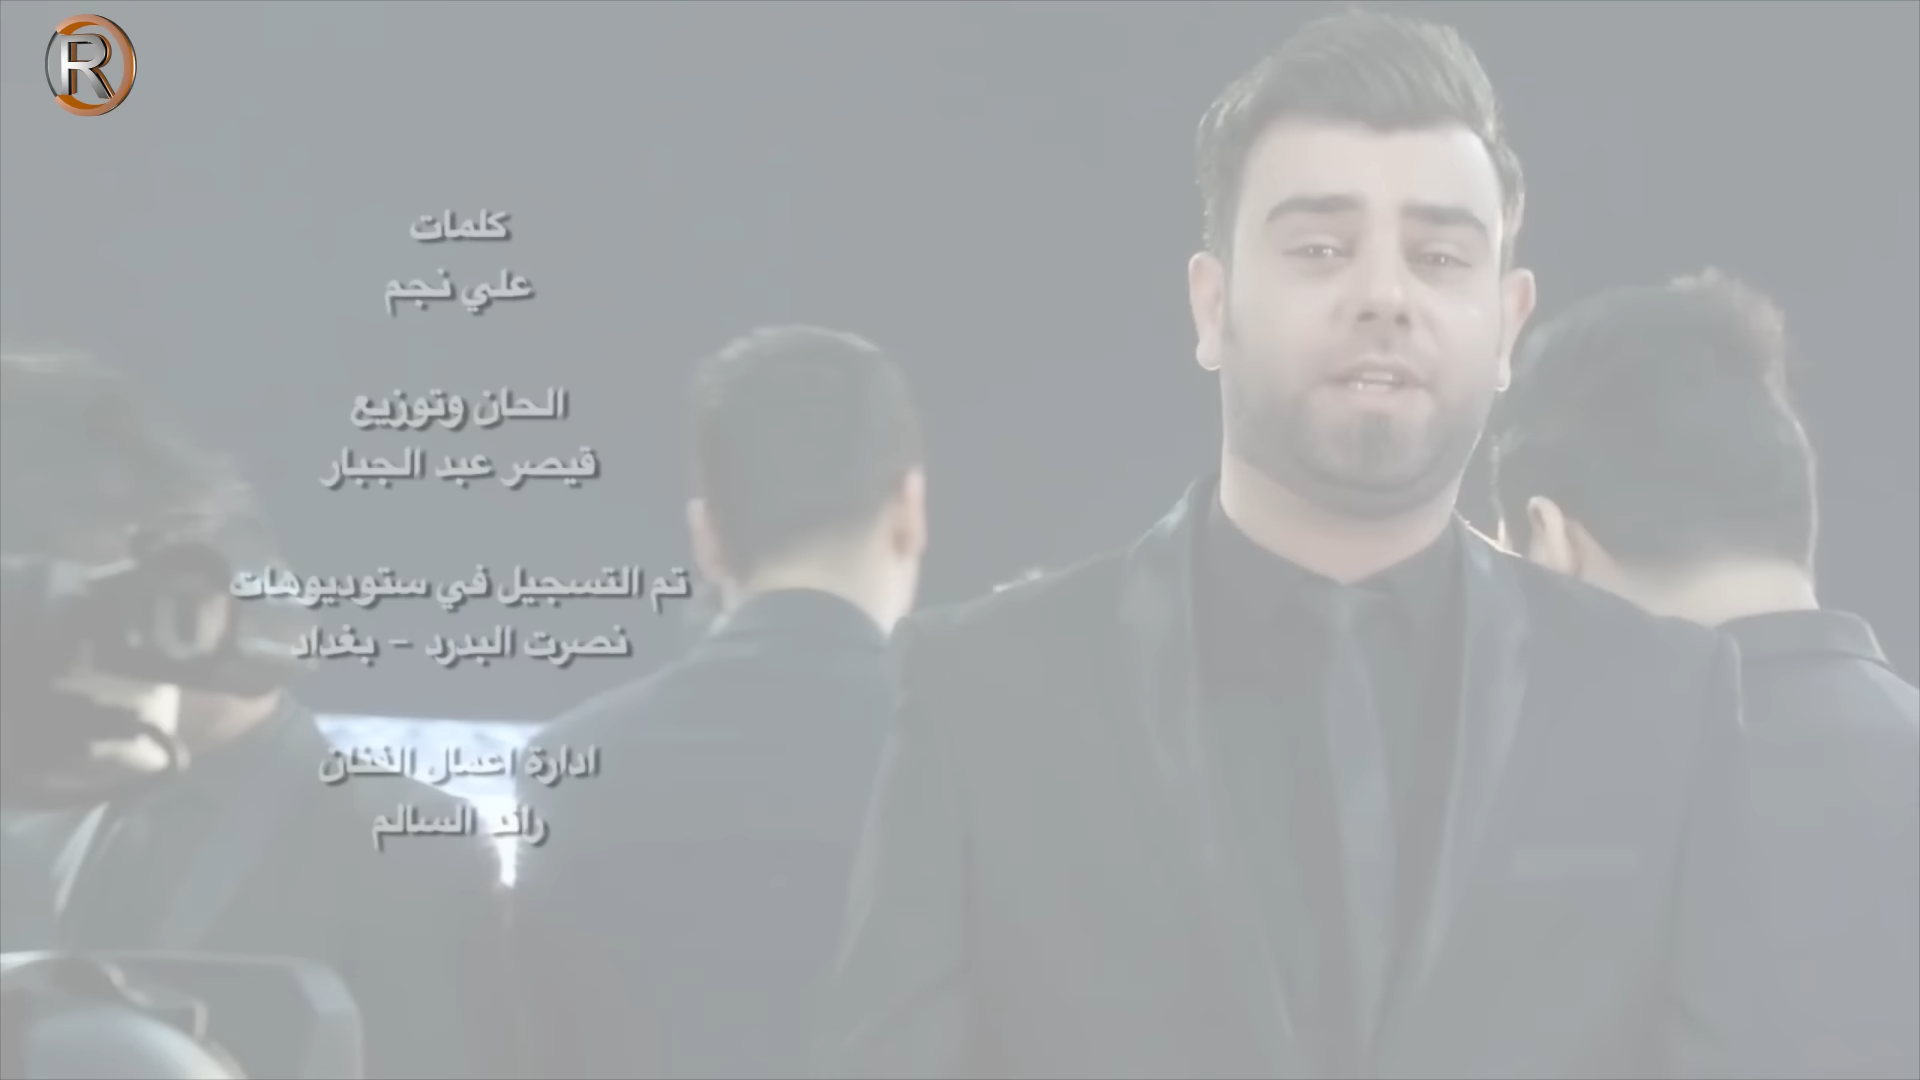 R
كلمات
علي نجم
الحان وتوزيع
قيصر عبد الجبار
تم التسجيل في ستوديوهات
نصرت البدرد - بغداد
ادارة اعمال الفنان
رائد السالم